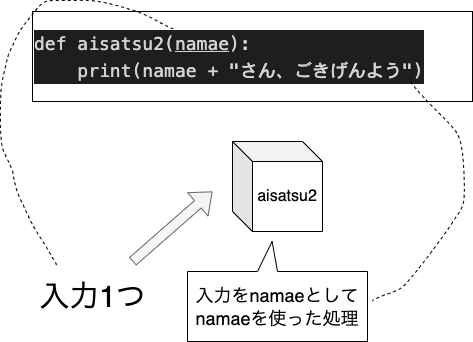 def aisatsu2(namae):
    print(namae + "さん、ごきげんよう")
aisatsu2
入力1つ
入力をnamaeとして
namaeを使った処理